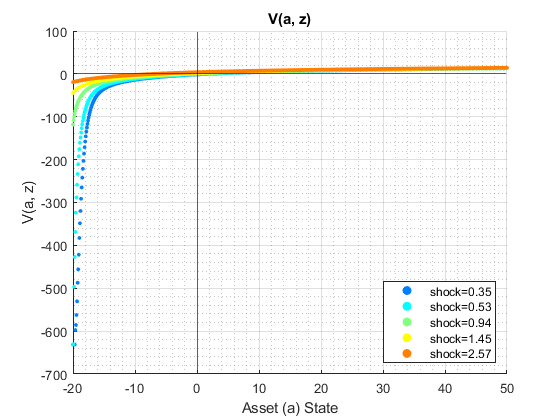 V(a, z)
100
0
-100
-200
-300
-400
-500
-600
-700
V(a, z)
-20
-10
0
10
20
30
40
50
Asset (a) State
shock=0.35
shock=0.53
shock=0.94
shock=1.45
shock=2.57